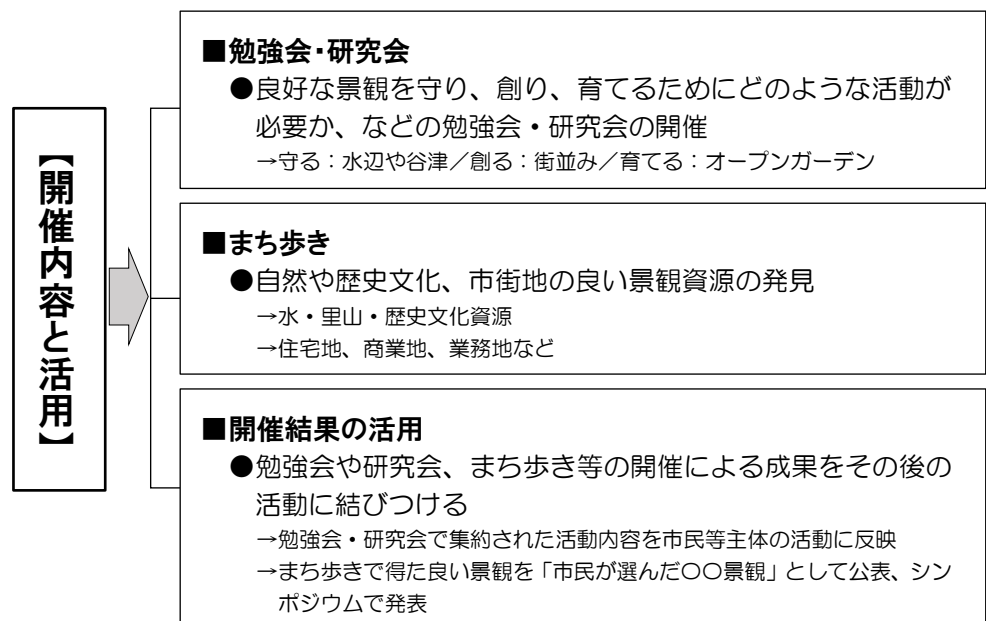 【開催内容と活用】
■勉強会・研究会
●良好な景観を守り、創り、育てるためにどのような活動が
必要か、などの勉強会・研究会の開催
→守る：水辺や谷津／創る：街並み／育てる：オープンガーデン
■まち歩き
●自然や歴史文化、市街地の良い景観資源の発見
→水・里山・歴史文化資源
→住宅地、商業地、業務地など
■開催結果の活用
●勉強会や研究会、まち歩き等の開催による成果をその後の
活動に結びつける
→勉強会・研究会で集約された活動内容を市民等主体の活動に反映
→まち歩きで得た良い景観を「市民が選んだ〇〇景観」として公表、シン
ポジウムで発表